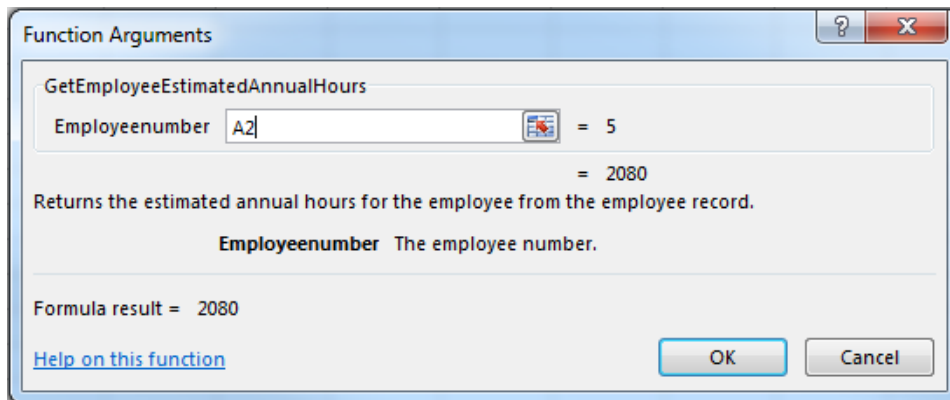 Function Arguments
? X
GetEmployeeEstimatedAnnualHours
Employeenumber A2 = 5
= 2080
Returns the estimated annual hours for the employee from the employee record.
Employeenumber The employee number.
Formula result = 2080
Help on this function
OK Cancel